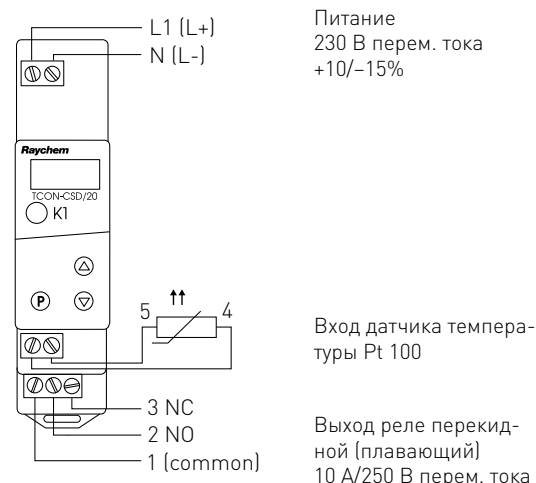 L1 (L+)
N (L-)
Питание
230 В перем. тока
+10/–15%
Raychem
TCON-CSD/20
K1
P
5
4
Вход датчика темпера-
туры Pt 100
3 NC
2 NO
1 (common)
Выход реле перекид-
ной (плавающий)
10 A/250 В перем. тока